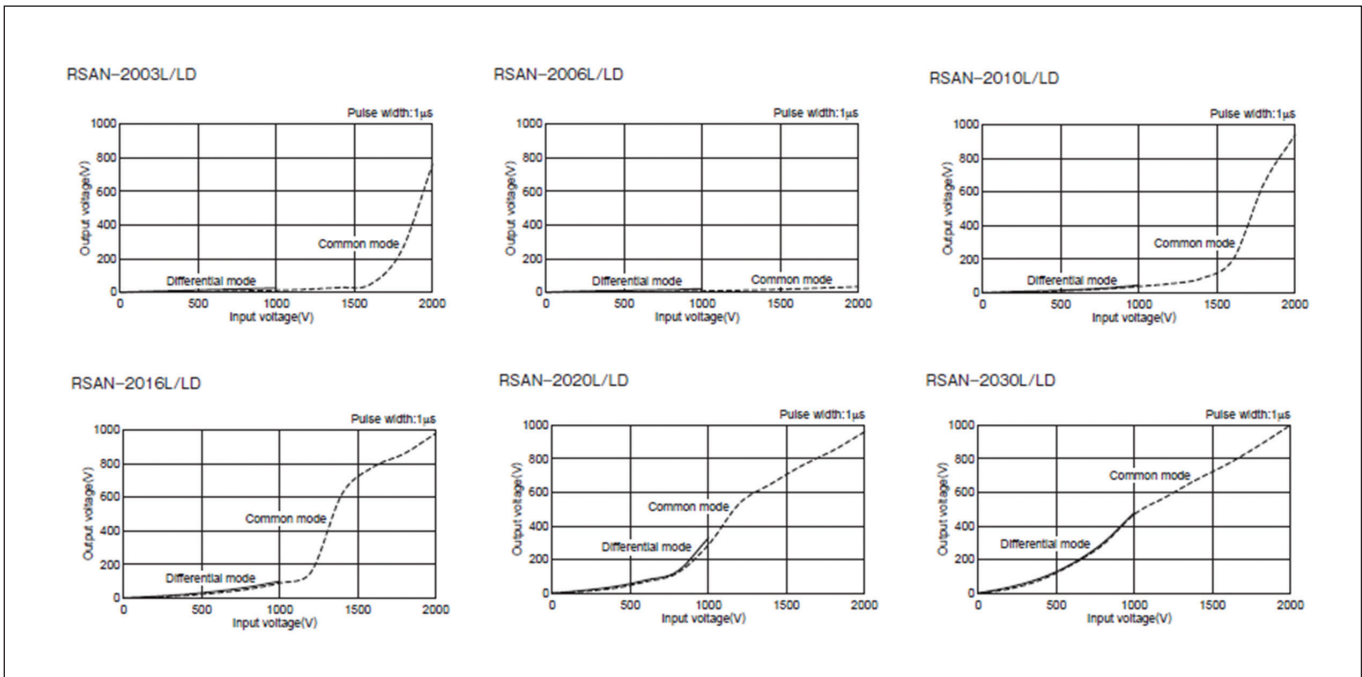 RSAN-2003L/LD
Pulse width:1μs
1000
800
600
400
200
0
Output voltage(V)
Common mode
Differential mode
0 500 1000 1500 2000
Input voltage(V)
RSAN-2006L/LD
Pulse width:1μs
1000
800
600
400
200
0
Output voltage(V)
Differential mode
Common mode
0 500 1000 1500 2000
Input voltage(V)
RSAN-2010L/LD
Pulse width:1μs
1000
800
600
400
200
0
Output voltage(V)
Common mode
Differential mode
0 500 1000 1500 2000
Input voltage(V)
RSAN-2016L/LD
Pulse width:1μs
1000
800
600
400
200
0
Output voltage(V)
Common mode
Differential mode
0 500 1000 1500 2000
Input voltage(V)
RSAN-2020L/LD
Pulse width:1μs
1000
800
600
400
200
0
Output voltage(V)
Common mode
Differential mode
0 500 1000 1500 2000
Input voltage(V)
RSAN-2030L/LD
Pulse width:1μs
1000
800
600
400
200
0
Output voltage(V)
Common mode
Differential mode
0 500 1000 1500 2000
Input voltage(V)